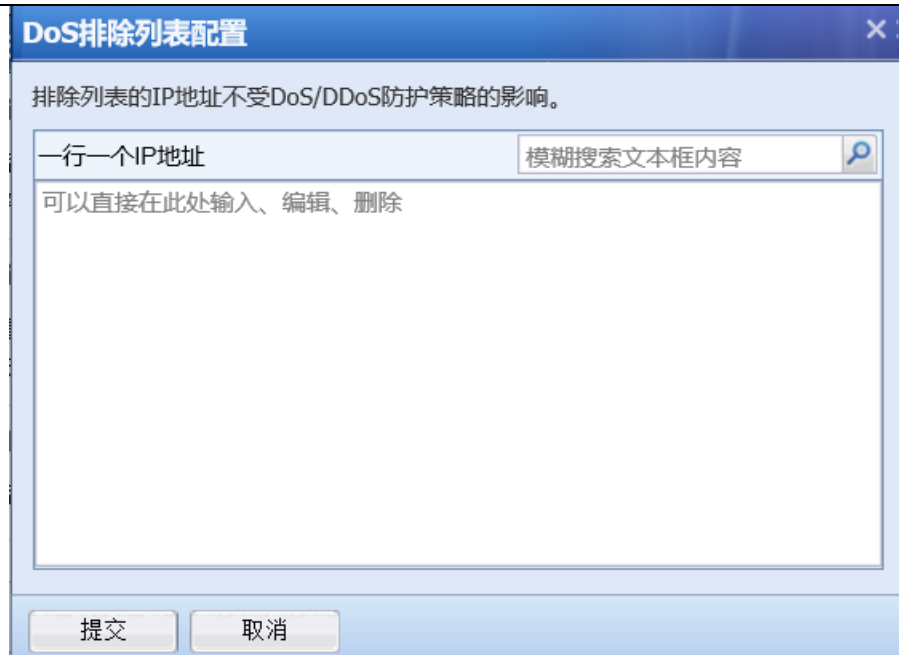 DoS排除列表配置
排除列表的IP地址不受DoS/DDoS防护策略的影响。
一行一个IP地址
模糊搜索文本框内容
可以直接在此处输入、编辑、删除
提交
取消